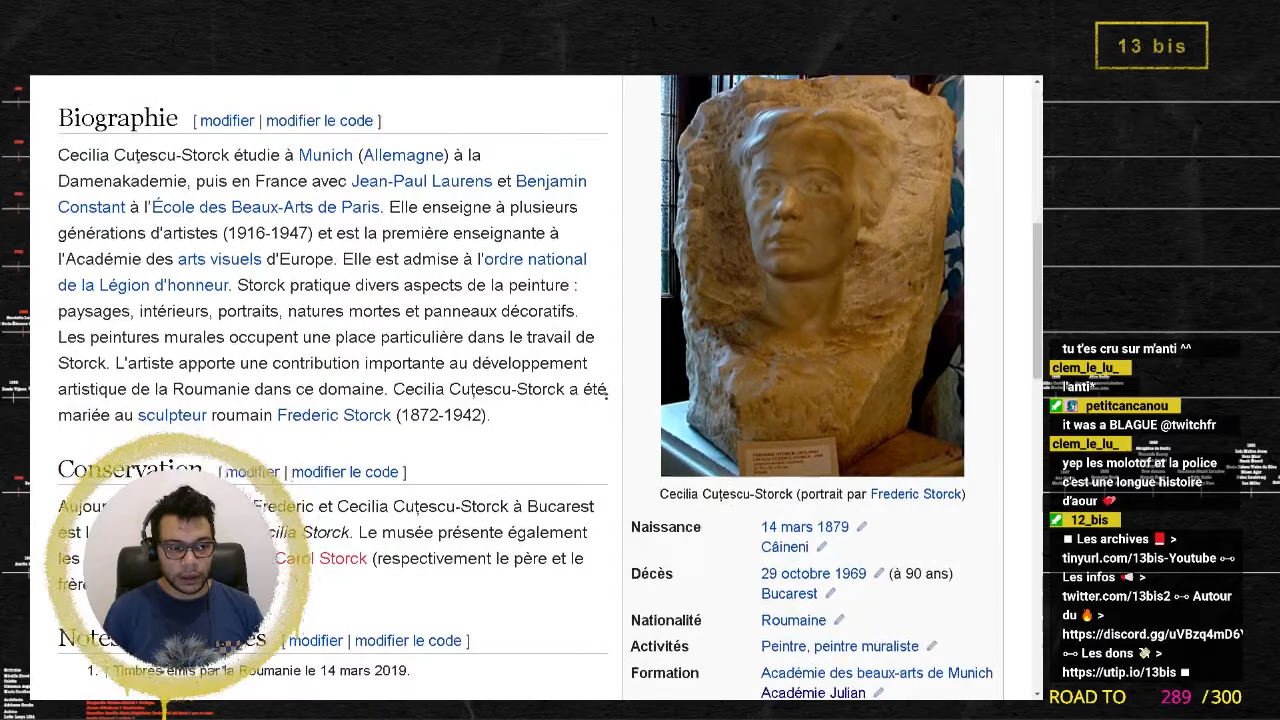 13 bis
Biographie [ modifier | modifier le code ]
Cecilia Cuțescu-Storck étudie à Munich (Allemagne) à la
Damenakademie, puis en France avec Jean-Paul Laurens et Benjamin
Constant à l'École des Beaux-Arts de Paris. Elle enseigne à plusieurs
générations d'artistes (1916-1947) et est la première enseignante à
l'Académie des arts visuels d'Europe. Elle est admise à l'ordre national
de la Légion d'honneur. Storck pratique divers aspects de la peinture :
paysages, intérieurs, portraits, natures mortes et panneaux décoratifs.
Les peintures murales occupent une place particulière dans le travail de
Storck. L'artiste apporte une contribution importante au développement
artistique de la Roumanie dans ce domaine. Cecilia Cuțescu-Storck a été
mariée au sculpteur roumain Frederic Storck (1872-1942).
Conservation [ modifier | modifier le code ]
Aujour rederic et Cecilia Cuțescu-Storck à Bucarest
est l cilia Storck. Le musée présente également
les Carol Storck (respectivement le père et le
frère
Notes es [ modifier | modifier le code ]
1. ↑ Timbres émis par la Roumanie le 14 mars 2019.
Cecilia Cuțescu-Storck (portrait par Frederic Storck)
Naissance 14 mars 1879
Câineni
Décès 29 octobre 1969 (à 90 ans)
Bucarest
Nationalité Roumaine
Activités Peintre, peintre muraliste
Formation Académie des beaux-arts de Munich
Académie Julian
tu t'es cru sur m'anti ^^
clem_le_lu_
l'anti*
petitcancanou
it was a BLAGUE @twitchfr
clem_le_lu_
yep les molotof et la police
c'est une longue histoire
d'aour ❤️
12_bis
Les archives >
tinyurl.com/13bis-Youtube
Les infos >
twitter.com/13bis2 Autour
du 🔥 >
https://discord.gg/uVBzq4mD6Y
Les dons >
https://utip.io/13bis
ROAD TO 289 / 300